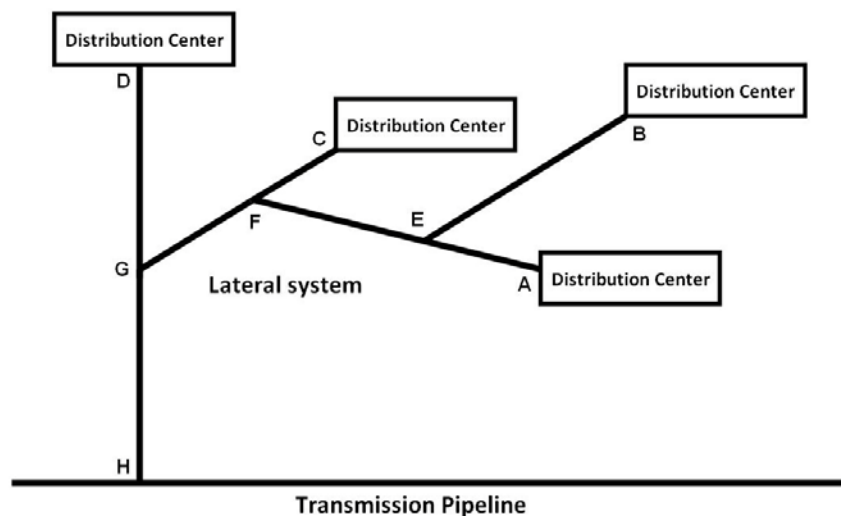 Distribution Center
D
Distribution Center
C
Distribution Center
B
F
E
G
Lateral system
A
Distribution Center
H
Transmission Pipeline